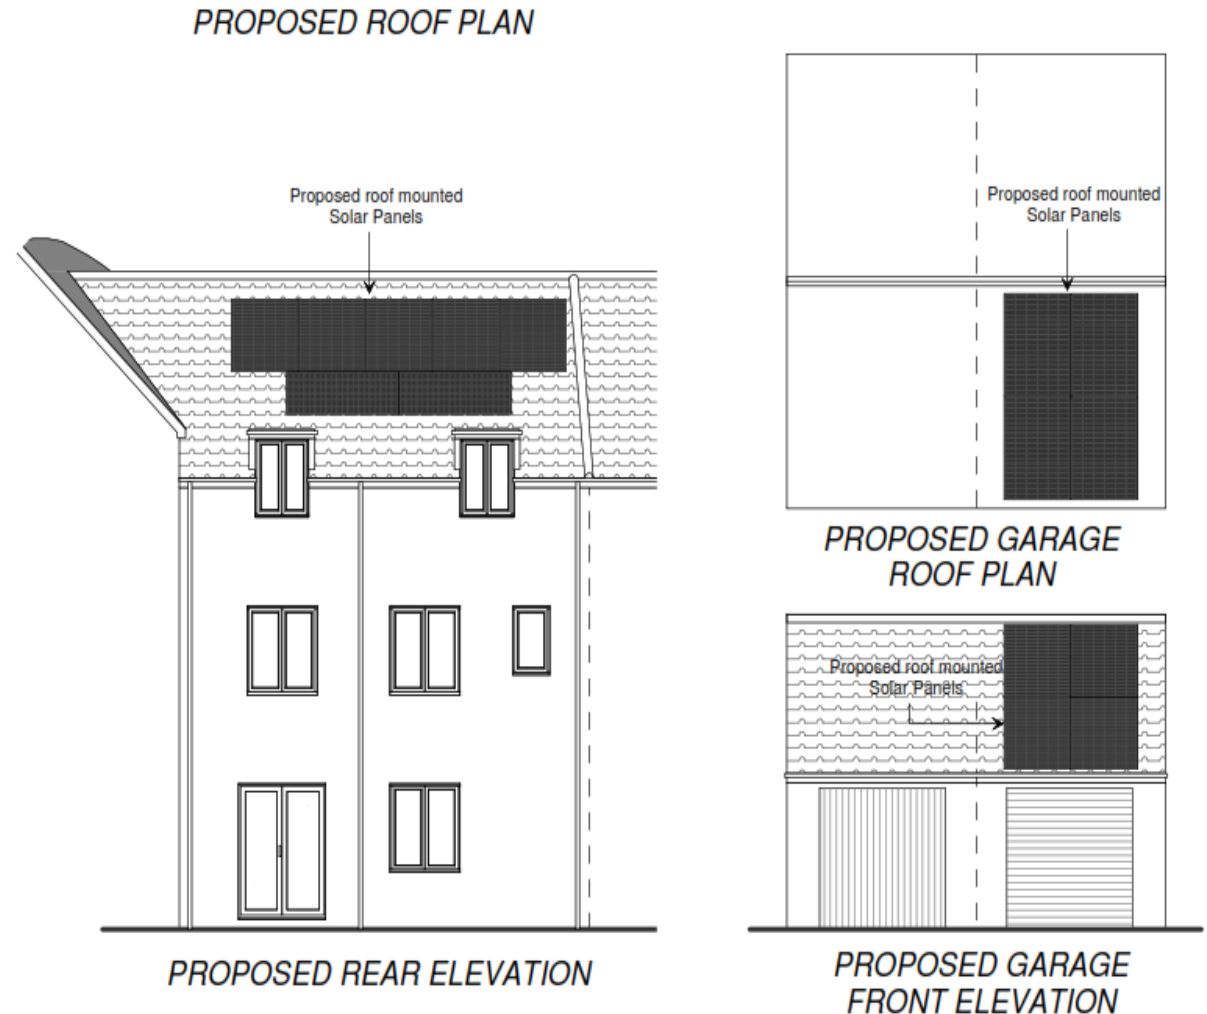 PROPOSED ROOF PLAN
Proposed roof mounted
Solar Panels
PROPOSED REAR ELEVATION
Proposed roof mounted
Solar Panels
PROPOSED GARAGE
ROOF PLAN
Proposed roof mounted
Solar Panels
PROPOSED GARAGE
FRONT ELEVATION